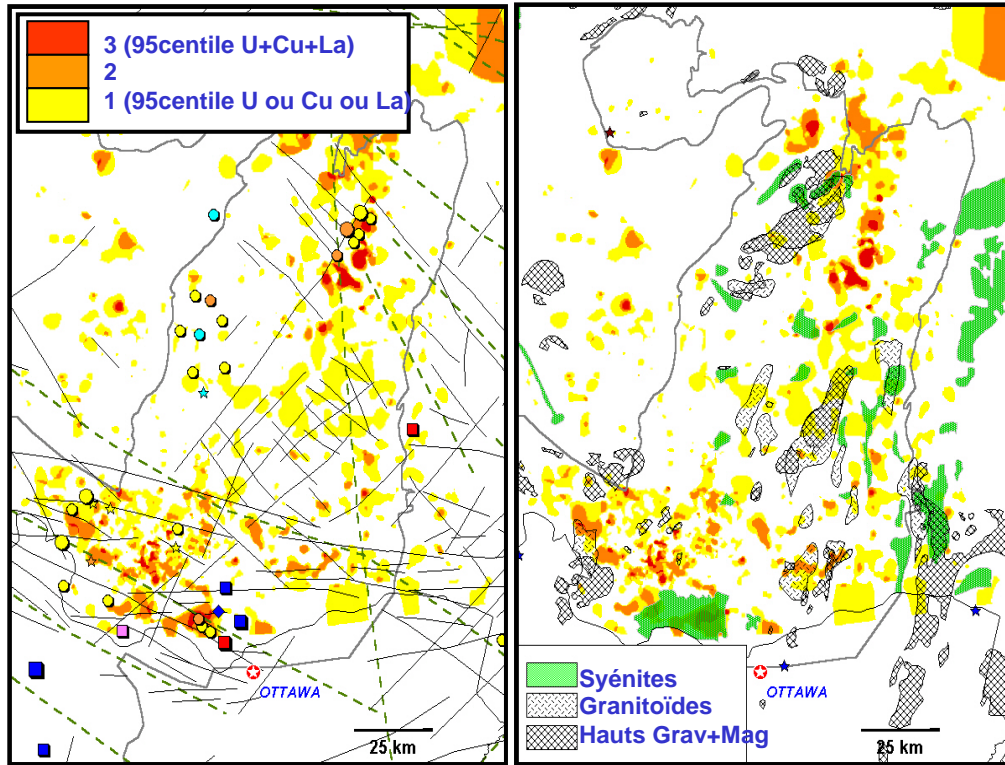 3 (95centile U+Cu+La)
2
1 (95centile U ou Cu ou La)
OTTAWA
25 km
Syénites
Granitoïdes
Hauts Grav+Mag
OTTAWA
25 km